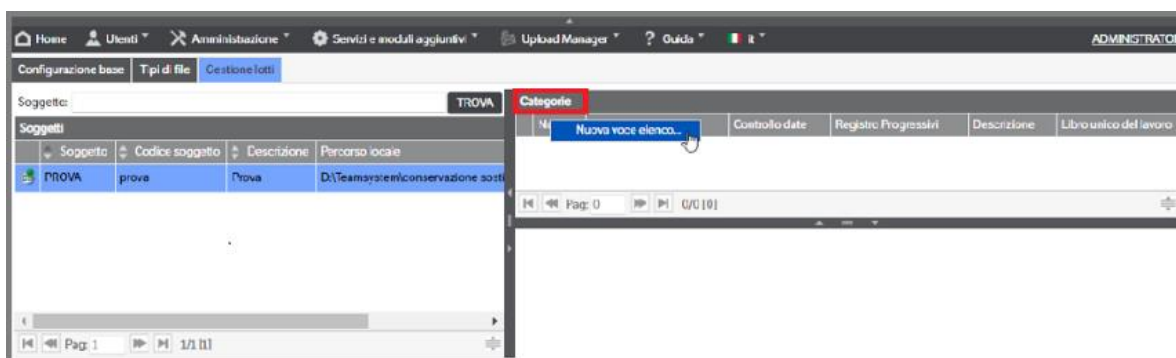 Home Utenti Amministrazione Servizi e moduli aggiuntivi Upload Manager ? Guida it ADMINISTRATOR
Configurazione base Tipi di file Gestione lotti
Soggetto: TROVA
Categorie
Soggetti
Nuova voce elenco... Controllo date Registro Progressivi Descrizione Libro unico del lavoro
Soggetto Codice soggetto Descrizione Percorso locale
PROVA prova Prova D:\Teamsystem\conservazione sosti
Pag: 0 0/0 [0]
Pag: 1 1/1 [1]